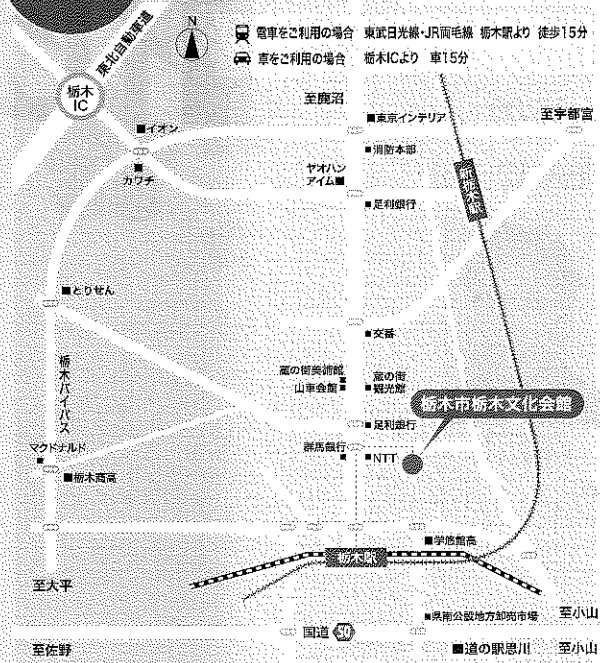 電車をご利用の場合 東武日光線・JR両毛線 栃木駅より 徒歩15分
車をご利用の場合 栃木ICより 車15分
N
東北自動車道
栃木
IC
至鹿沼
至宇都宮
■イオン
■東京インテリア
■消防本部
■
カワチ
ヤオハン
アイム■
■足利銀行
新栃木駅
■とりせん
■交番
栃木バイパス
蔵の街美術館■
山車会館■
蔵の街
■観光館
栃木市栃木文化会館
■足利銀行
マクドナルド
■
群馬銀行
■
■NTT
■栃木商高
■学悠館高
栃木駅
至大平
■県南公設地方卸売市場
至小山
国道 50
至佐野
■道の駅思川
至小山